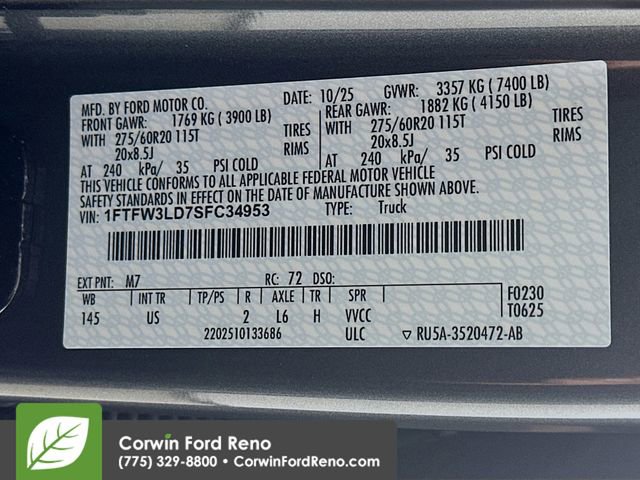 MFD. BY FORD MOTOR CO. DATE: 10/25 GVWR: 3357 KG ( 7400 LB)
FRONT GAWR: 1769 KG ( 3900 LB) REAR GAWR: 1882 KG ( 4150 LB)
WITH 275/60R20 115T TIRES WITH 275/60R20 115T TIRES
20x8.5J RIMS 20x8.5J RIMS
AT 240 kPa/ 35 PSI COLD AT 240 kPa/ 35 PSI COLD
THIS VEHICLE CONFORMS TO ALL APPLICABLE FEDERAL MOTOR VEHICLE
SAFETY STANDARDS IN EFFECT ON THE DATE OF MANUFACTURE SHOWN ABOVE.
VIN: 1FTFW3LD7SFC34953 TYPE: Truck
EXT PNT: M7 RC: 72 DSO:
WB INT TR TP/PS R AXLE TR SPR F0230
145 US 2 L6 H VVCC T0625
2202510133686 ULC RU5A-3520472-AB
Corwin Ford Reno
(775) 329-8800 • CorwinFordReno.com